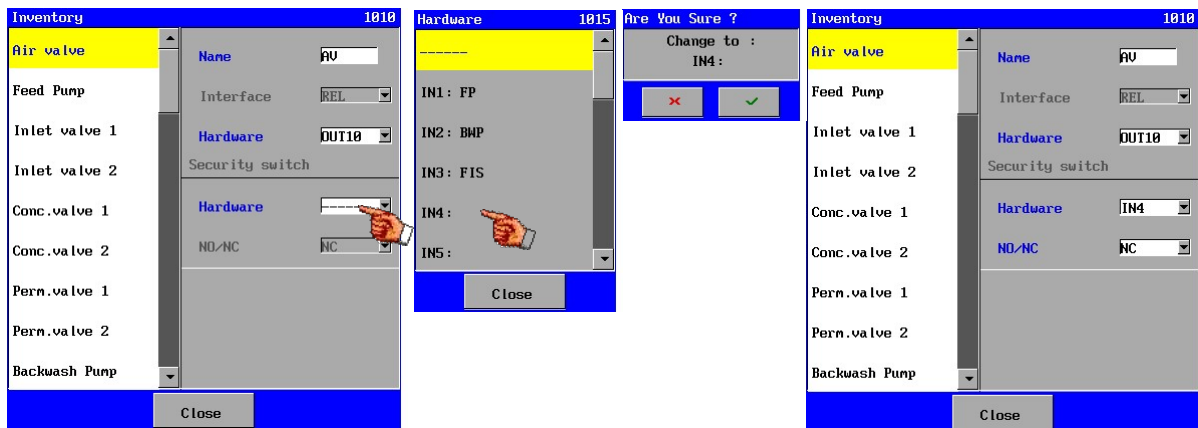 Inventory 1010
Air valve
Feed Pump
Inlet valve 1
Inlet valve 2
Conc.valve 1
Conc.valve 2
Perm.valve 1
Perm.valve 2
Backwash Pump
Name AV
Interface REL
Hardware OUT10
Security switch
Hardware ------
NO/NC NC
Close
Hardware 1015
------
IN1: FP
IN2: BWP
IN3: FIS
IN4:
IN5:
Close
Are You Sure ?
Change to :
IN4:
Inventory 1010
Air valve
Feed Pump
Inlet valve 1
Inlet valve 2
Conc.valve 1
Conc.valve 2
Perm.valve 1
Perm.valve 2
Backwash Pump
Name AV
Interface REL
Hardware OUT10
Security switch
Hardware IN4
NO/NC NC
Close